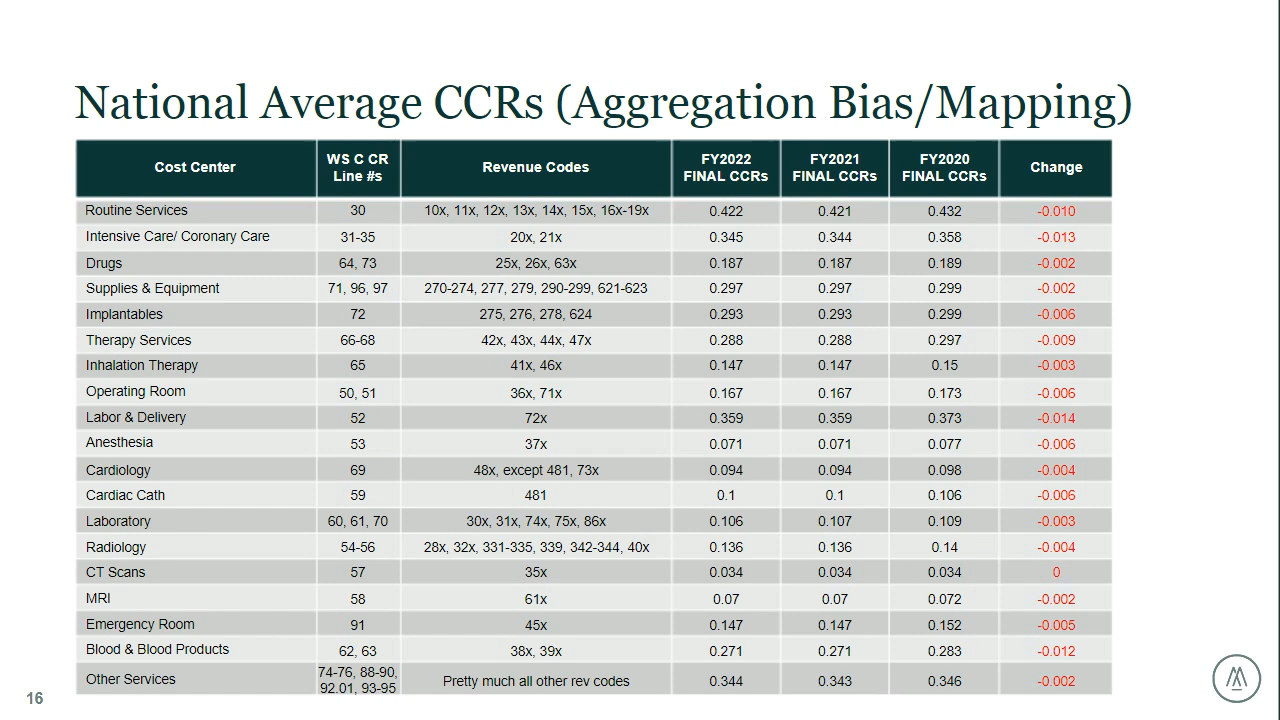 National Average CCRs (Aggregation Bias/Mapping)
Cost Center WS C CR Line #s Revenue Codes FY2022 FINAL CCRs FY2021 FINAL CCRs FY2020 FINAL CCRs Change
Routine Services 30 10x, 11x, 12x, 13x, 14x, 15x, 16x-19x 0.422 0.421 0.432 -0.010
Intensive Care/ Coronary Care 31-35 20x, 21x 0.345 0.344 0.358 -0.013
Drugs 64, 73 25x, 26x, 63x 0.187 0.187 0.189 -0.002
Supplies & Equipment 71, 96, 97 270-274, 277, 279, 290-299, 621-623 0.297 0.297 0.299 -0.002
Implantables 72 275, 276, 278, 624 0.293 0.293 0.299 -0.006
Therapy Services 66-68 42x, 43x, 44x, 47x 0.288 0.288 0.297 -0.009
Inhalation Therapy 65 41x, 46x 0.147 0.147 0.15 -0.003
Operating Room 50, 51 36x, 71x 0.167 0.167 0.173 -0.006
Labor & Delivery 52 72x 0.359 0.359 0.373 -0.014
Anesthesia 53 37x 0.071 0.071 0.077 -0.006
Cardiology 69 48x, except 481, 73x 0.094 0.094 0.098 -0.004
Cardiac Cath 59 481 0.1 0.1 0.106 -0.006
Laboratory 60, 61, 70 30x, 31x, 74x, 75x, 86x 0.106 0.107 0.109 -0.003
Radiology 54-56 28x, 32x, 331-335, 339, 342-344, 40x 0.136 0.136 0.14 -0.004
CT Scans 57 35x 0.034 0.034 0.034 0
MRI 58 61x 0.07 0.07 0.072 -0.002
Emergency Room 91 45x 0.147 0.147 0.152 -0.005
Blood & Blood Products 62, 63 38x, 39x 0.271 0.271 0.283 -0.012
Other Services 74-76, 88-90, 92.01, 93-95 Pretty much all other rev codes 0.344 0.343 0.346 -0.002
16